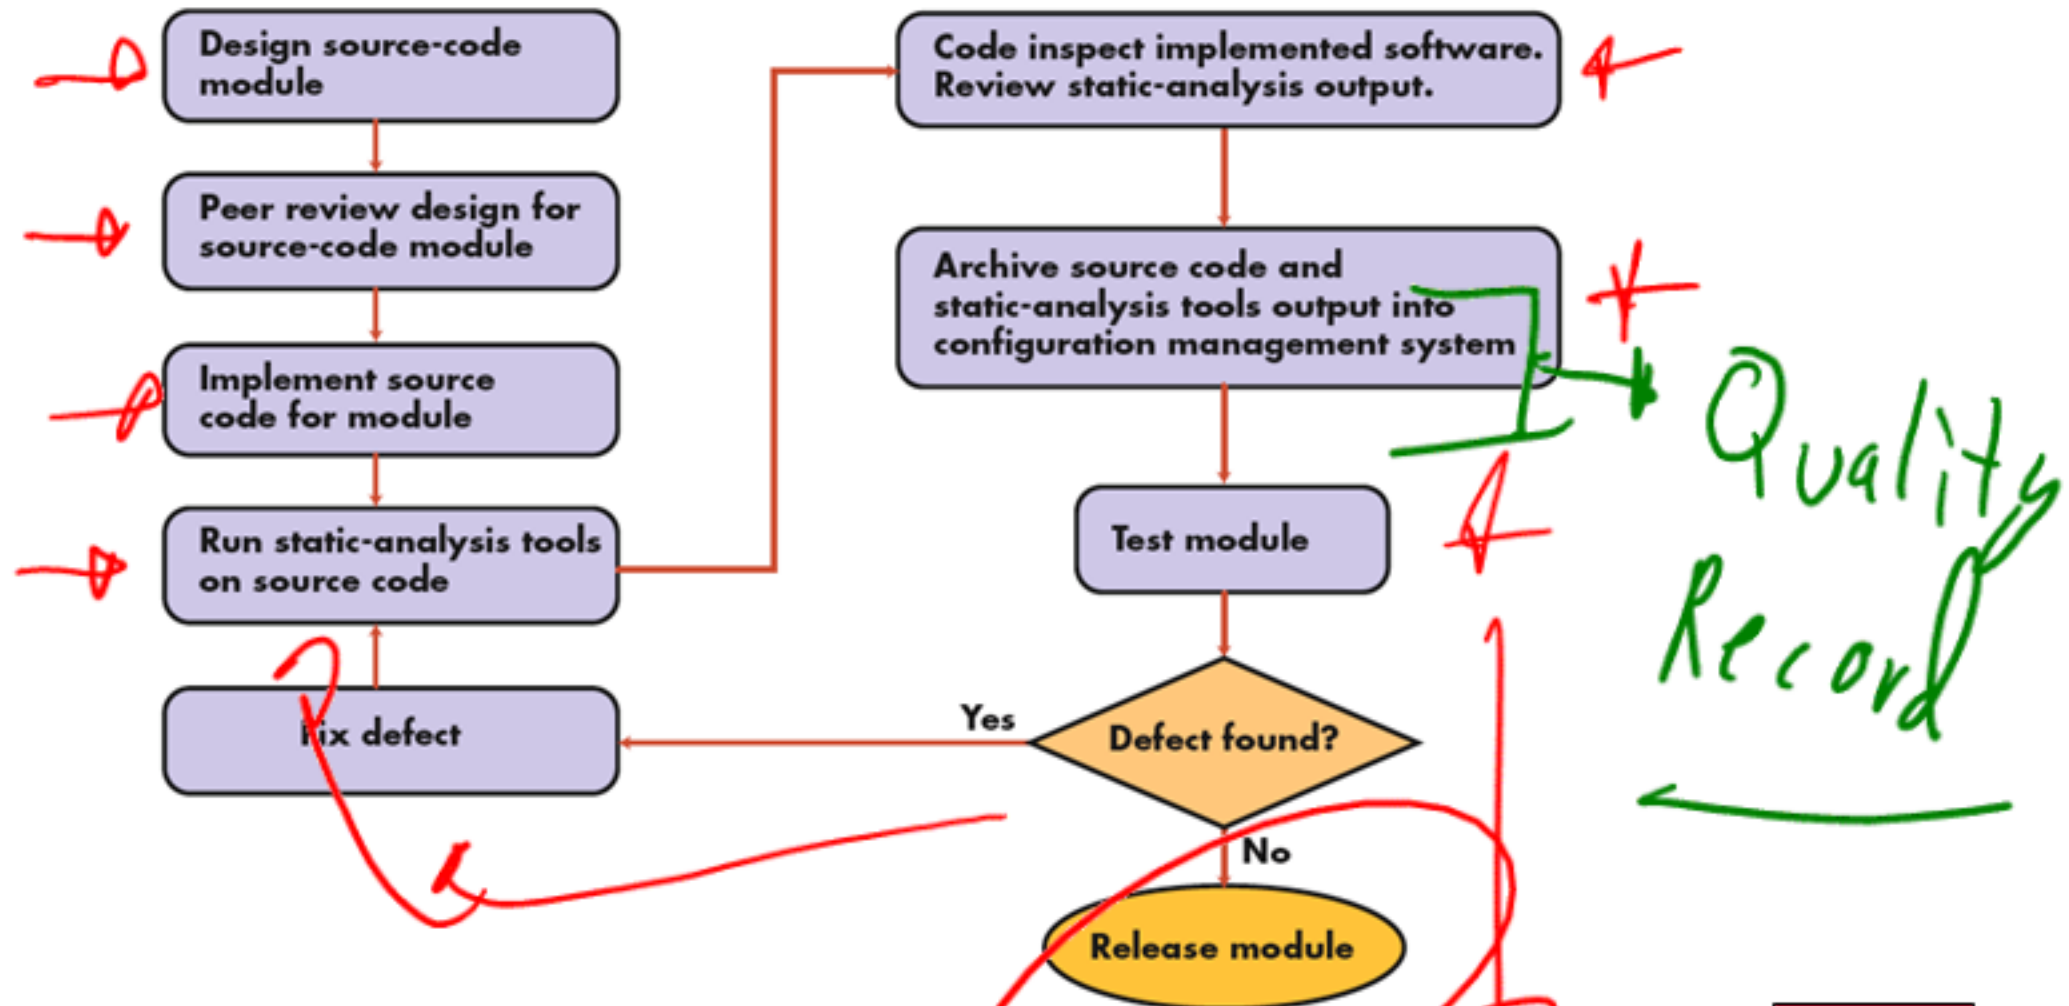 Design source-code
module
Peer review design for
source-code module
Implement source
code for module
Run static-analysis tools
on source code
Fix defect
Code inspect implemented software.
Review static-analysis output.
Archive source code and
static-analysis tools output into
configuration management system
Test module
Defect found?
Yes
No
Release module
Quality
Record